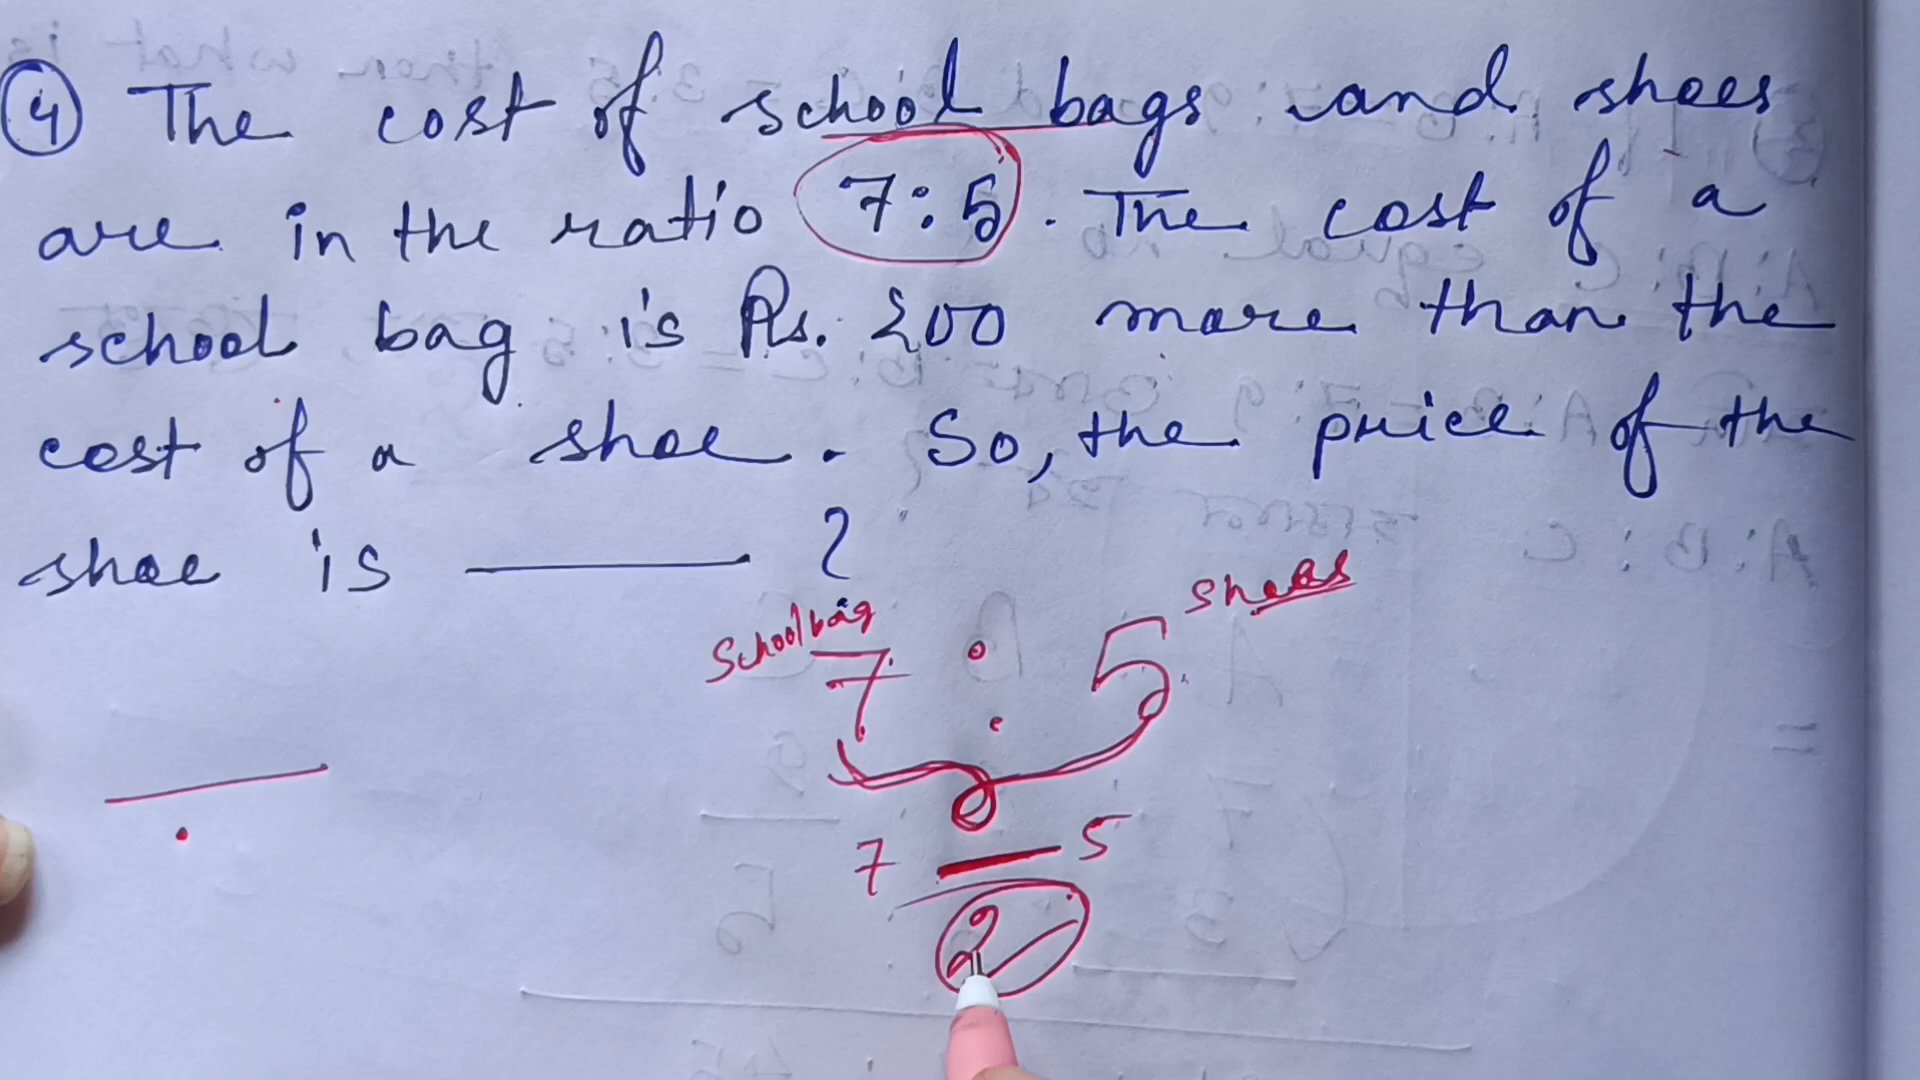 4 The cost of school bags and shoes
are in the ratio 7:5. The cost of a
school bag is Rs. 200 more than the
cost of a shoe. So, the price of the
shoe is ______ ?
School bag shoes
7 : 5
7 — 5
2